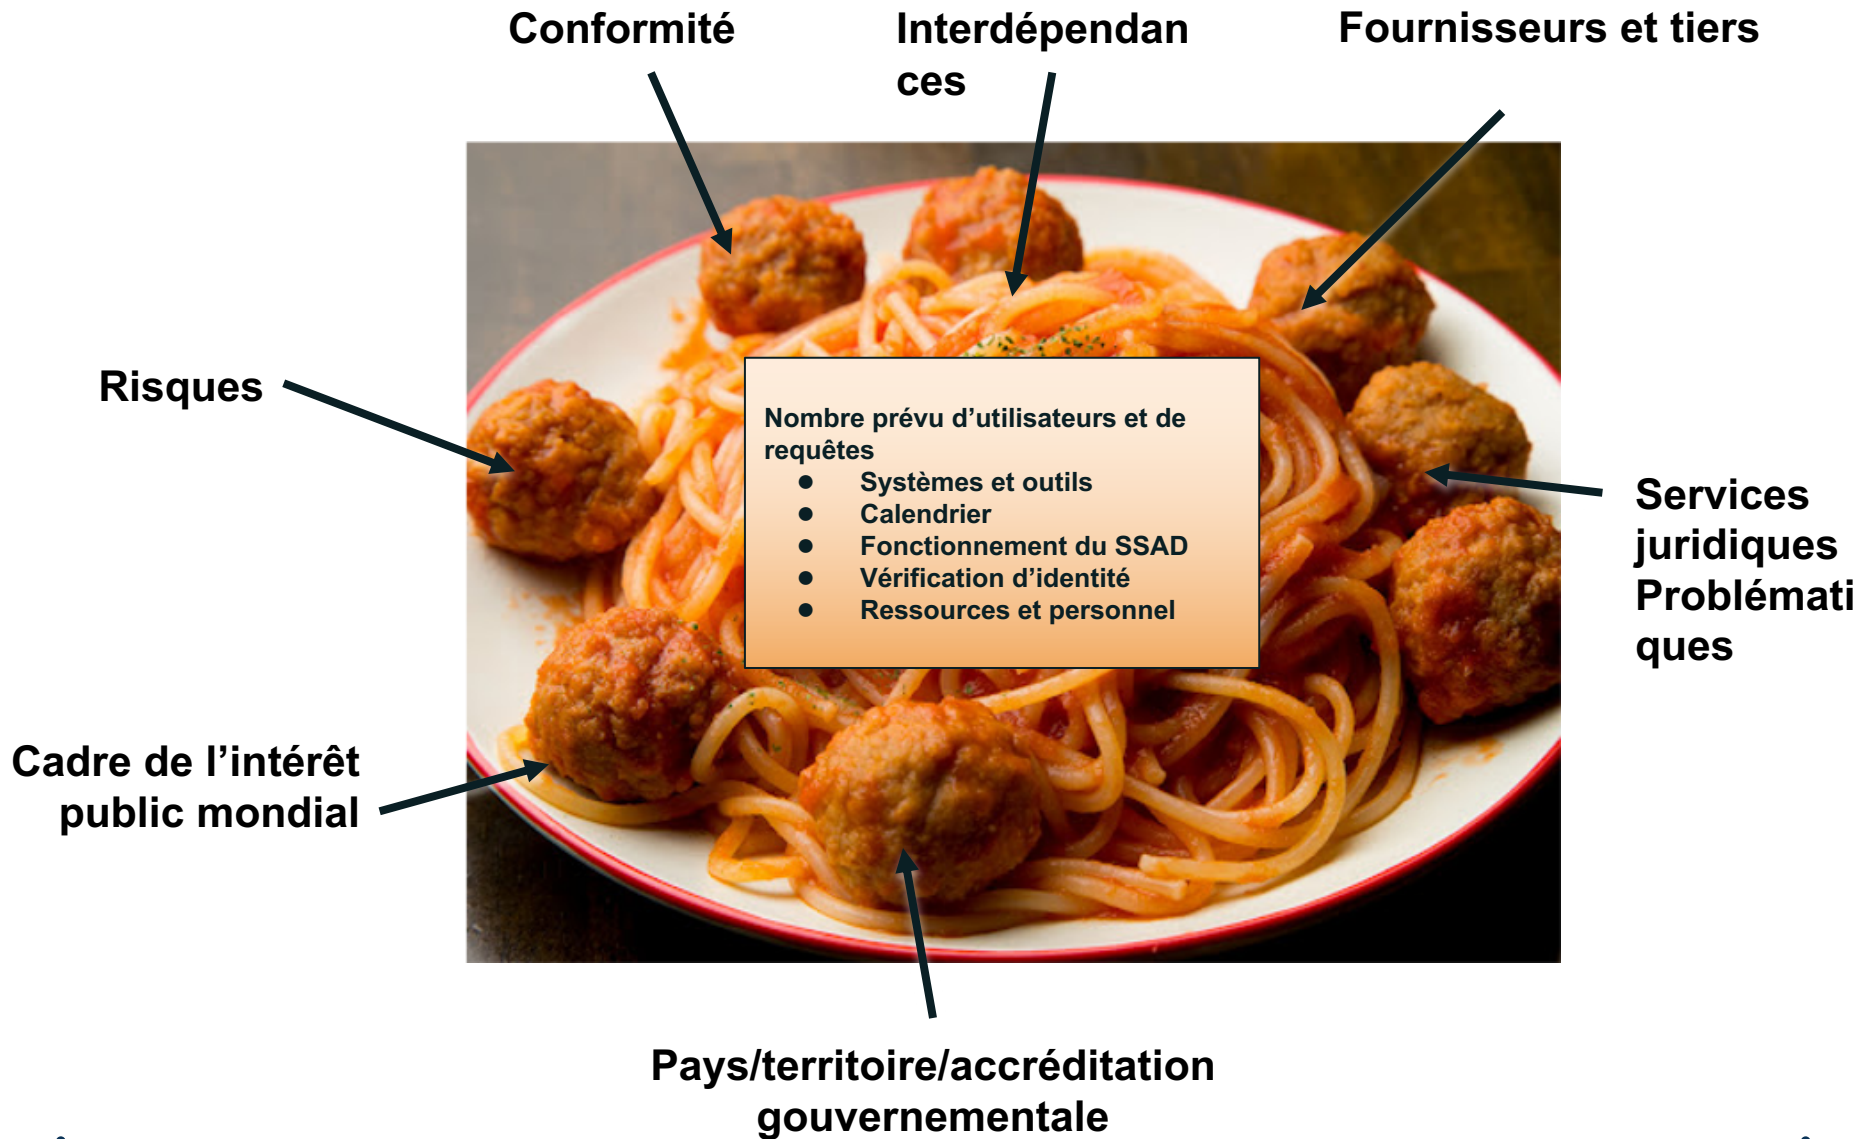 Conformité
Interdépendan
ces
Fournisseurs et tiers
Risques
Nombre prévu d’utilisateurs et de
requêtes
● Systèmes et outils
● Calendrier
● Fonctionnement du SSAD
● Vérification d’identité
● Ressources et personnel
Services
juridiques
Problémati
ques
Cadre de l’intérêt
public mondial
Pays/territoire/accréditation
gouvernementale